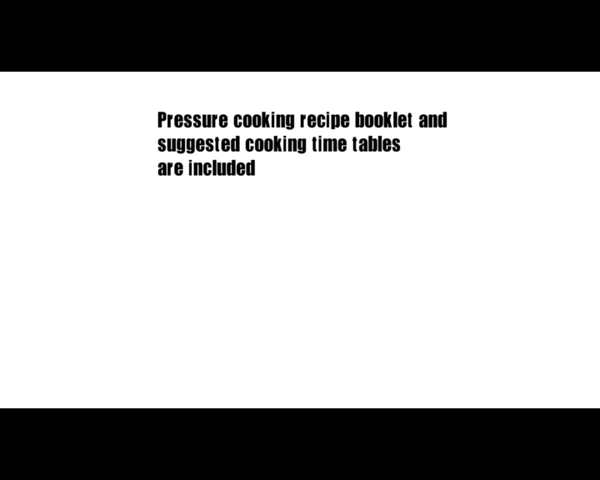 Pressure cooking recipe booklet and
suggested cooking time tables
are included